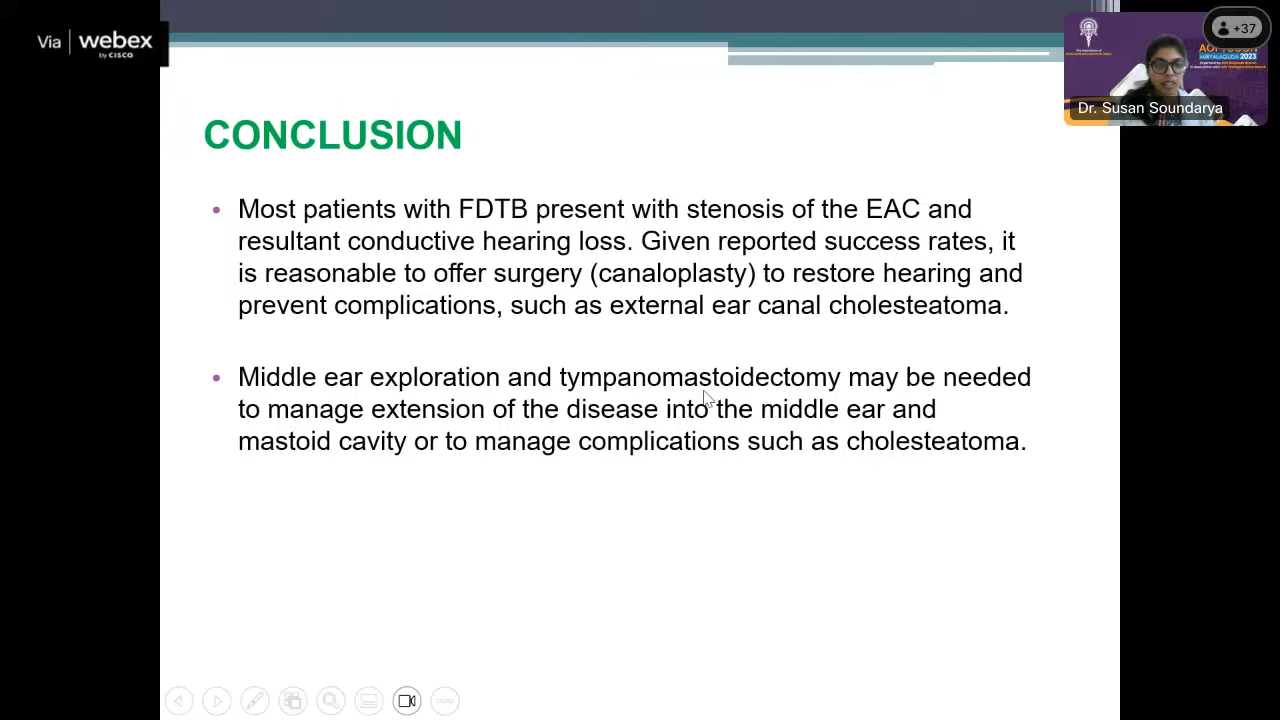 Via webex
by CISCO
+37
AOI
MIRYALAGUDA 2023
Dr. Susan Soundarya
CONCLUSION
• Most patients with FDTB present with stenosis of the EAC and
resultant conductive hearing loss. Given reported success rates, it
is reasonable to offer surgery (canaloplasty) to restore hearing and
prevent complications, such as external ear canal cholesteatoma.
• Middle ear exploration and tympanomastoidectomy may be needed
to manage extension of the disease into the middle ear and
mastoid cavity or to manage complications such as cholesteatoma.